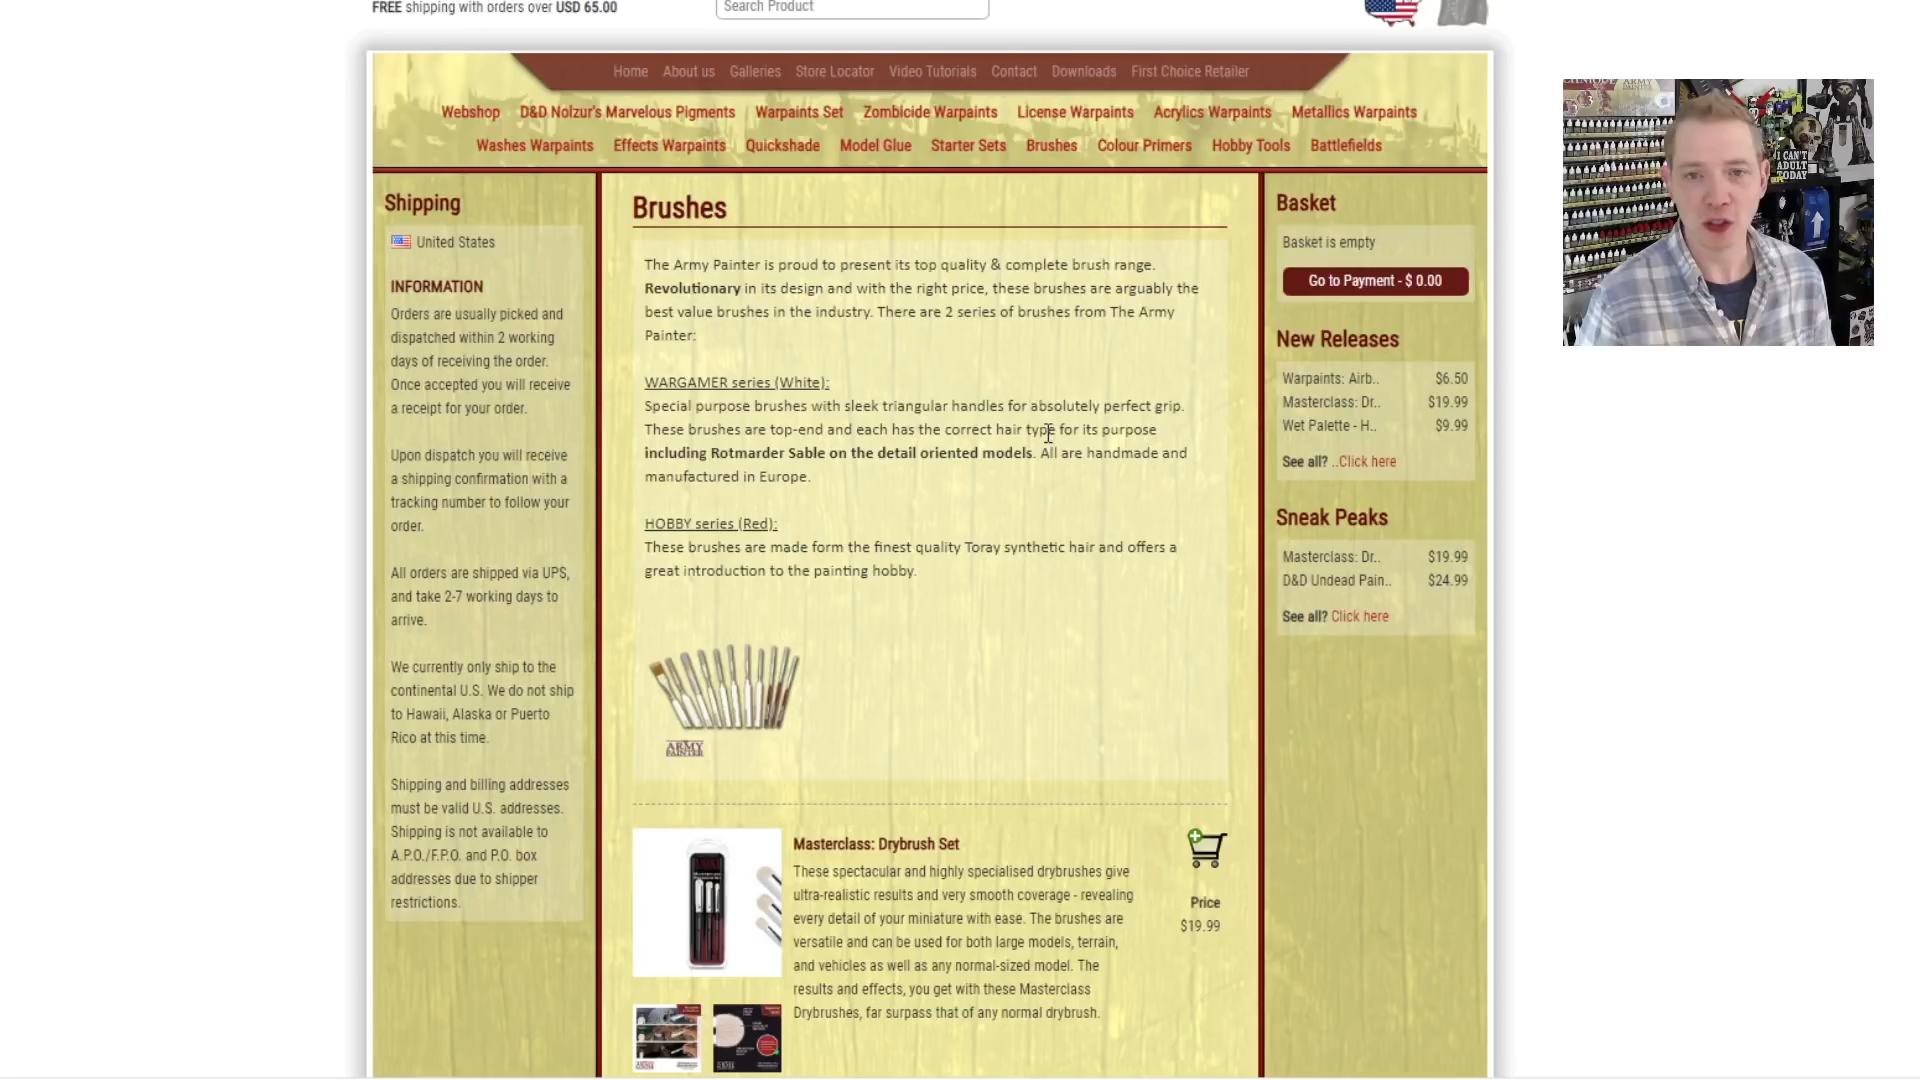 FREE shipping with orders over USD 65.00
Search Product
Home About us Galleries Store Locator Video Tutorials Contact Downloads First Choice Retailer
Webshop D&D Nolzur's Marvelous Pigments Warpaints Set Zombicide Warpaints License Warpaints Acrylics Warpaints Metallics Warpaints
Washes Warpaints Effects Warpaints Quickshade Model Glue Starter Sets Brushes Colour Primers Hobby Tools Battlefields
Shipping
United States
INFORMATION
Orders are usually picked and
dispatched within 2 working
days of receiving the order.
Once accepted you will receive
a receipt for your order.
Upon dispatch you will receive
a shipping confirmation with a
tracking number to follow your
order.
All orders are shipped via UPS,
and take 2-7 working days to
arrive.
We currently only ship to the
continental U.S. We do not ship
to Hawaii, Alaska or Puerto
Rico at this time.
Shipping and billing addresses
must be valid U.S. addresses.
Shipping is not available to
A.P.O./F.P.O. and P.O. box
addresses due to shipper
restrictions.
Brushes
The Army Painter is proud to present its top quality & complete brush range.
Revolutionary in its design and with the right price, these brushes are arguably the
best value brushes in the industry. There are 2 series of brushes from The Army
Painter:
WARGAMER series (White):
Special purpose brushes with sleek triangular handles for absolutely perfect grip.
These brushes are top-end and each has the correct hair type for its purpose
including Rotmarder Sable on the detail oriented models. All are handmade and
manufactured in Europe.
HOBBY series (Red):
These brushes are made form the finest quality Toray synthetic hair and offers a
great introduction to the painting hobby.
ARMY
PAINTER
Masterclass: Drybrush Set
These spectacular and highly specialised drybrushes give
ultra-realistic results and very smooth coverage - revealing
every detail of your miniature with ease. The brushes are
versatile and can be used for both large models, terrain,
and vehicles as well as any normal-sized model. The
results and effects, you get with these Masterclass
Drybrushes, far surpass that of any normal drybrush.
Price
$19.99
Basket
Basket is empty
Go to Payment - $ 0.00
New Releases
Warpaints: Airb.. $6.50
Masterclass: Dr.. $19.99
Wet Palette - H.. $9.99
See all? ..Click here
Sneak Peaks
Masterclass: Dr.. $19.99
D&D Undead Pain.. $24.99
See all? Click here
I CAN'T
ADULT
TODAY